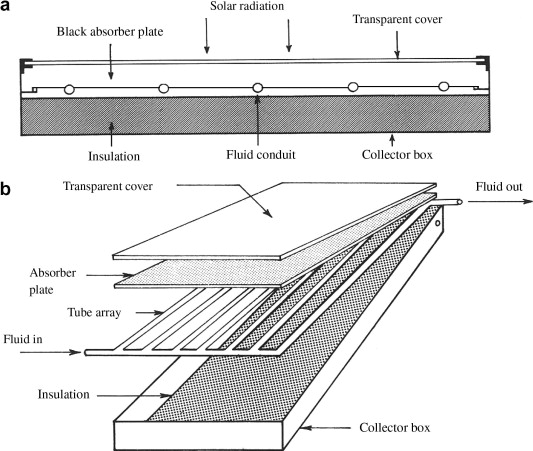 a
Solar radiation
Black absorber plate
Transparent cover
Insulation
Fluid conduit
Collector box
b
Transparent cover
Fluid out
Absorber
plate
Tube array
Fluid in
Insulation
Collector box